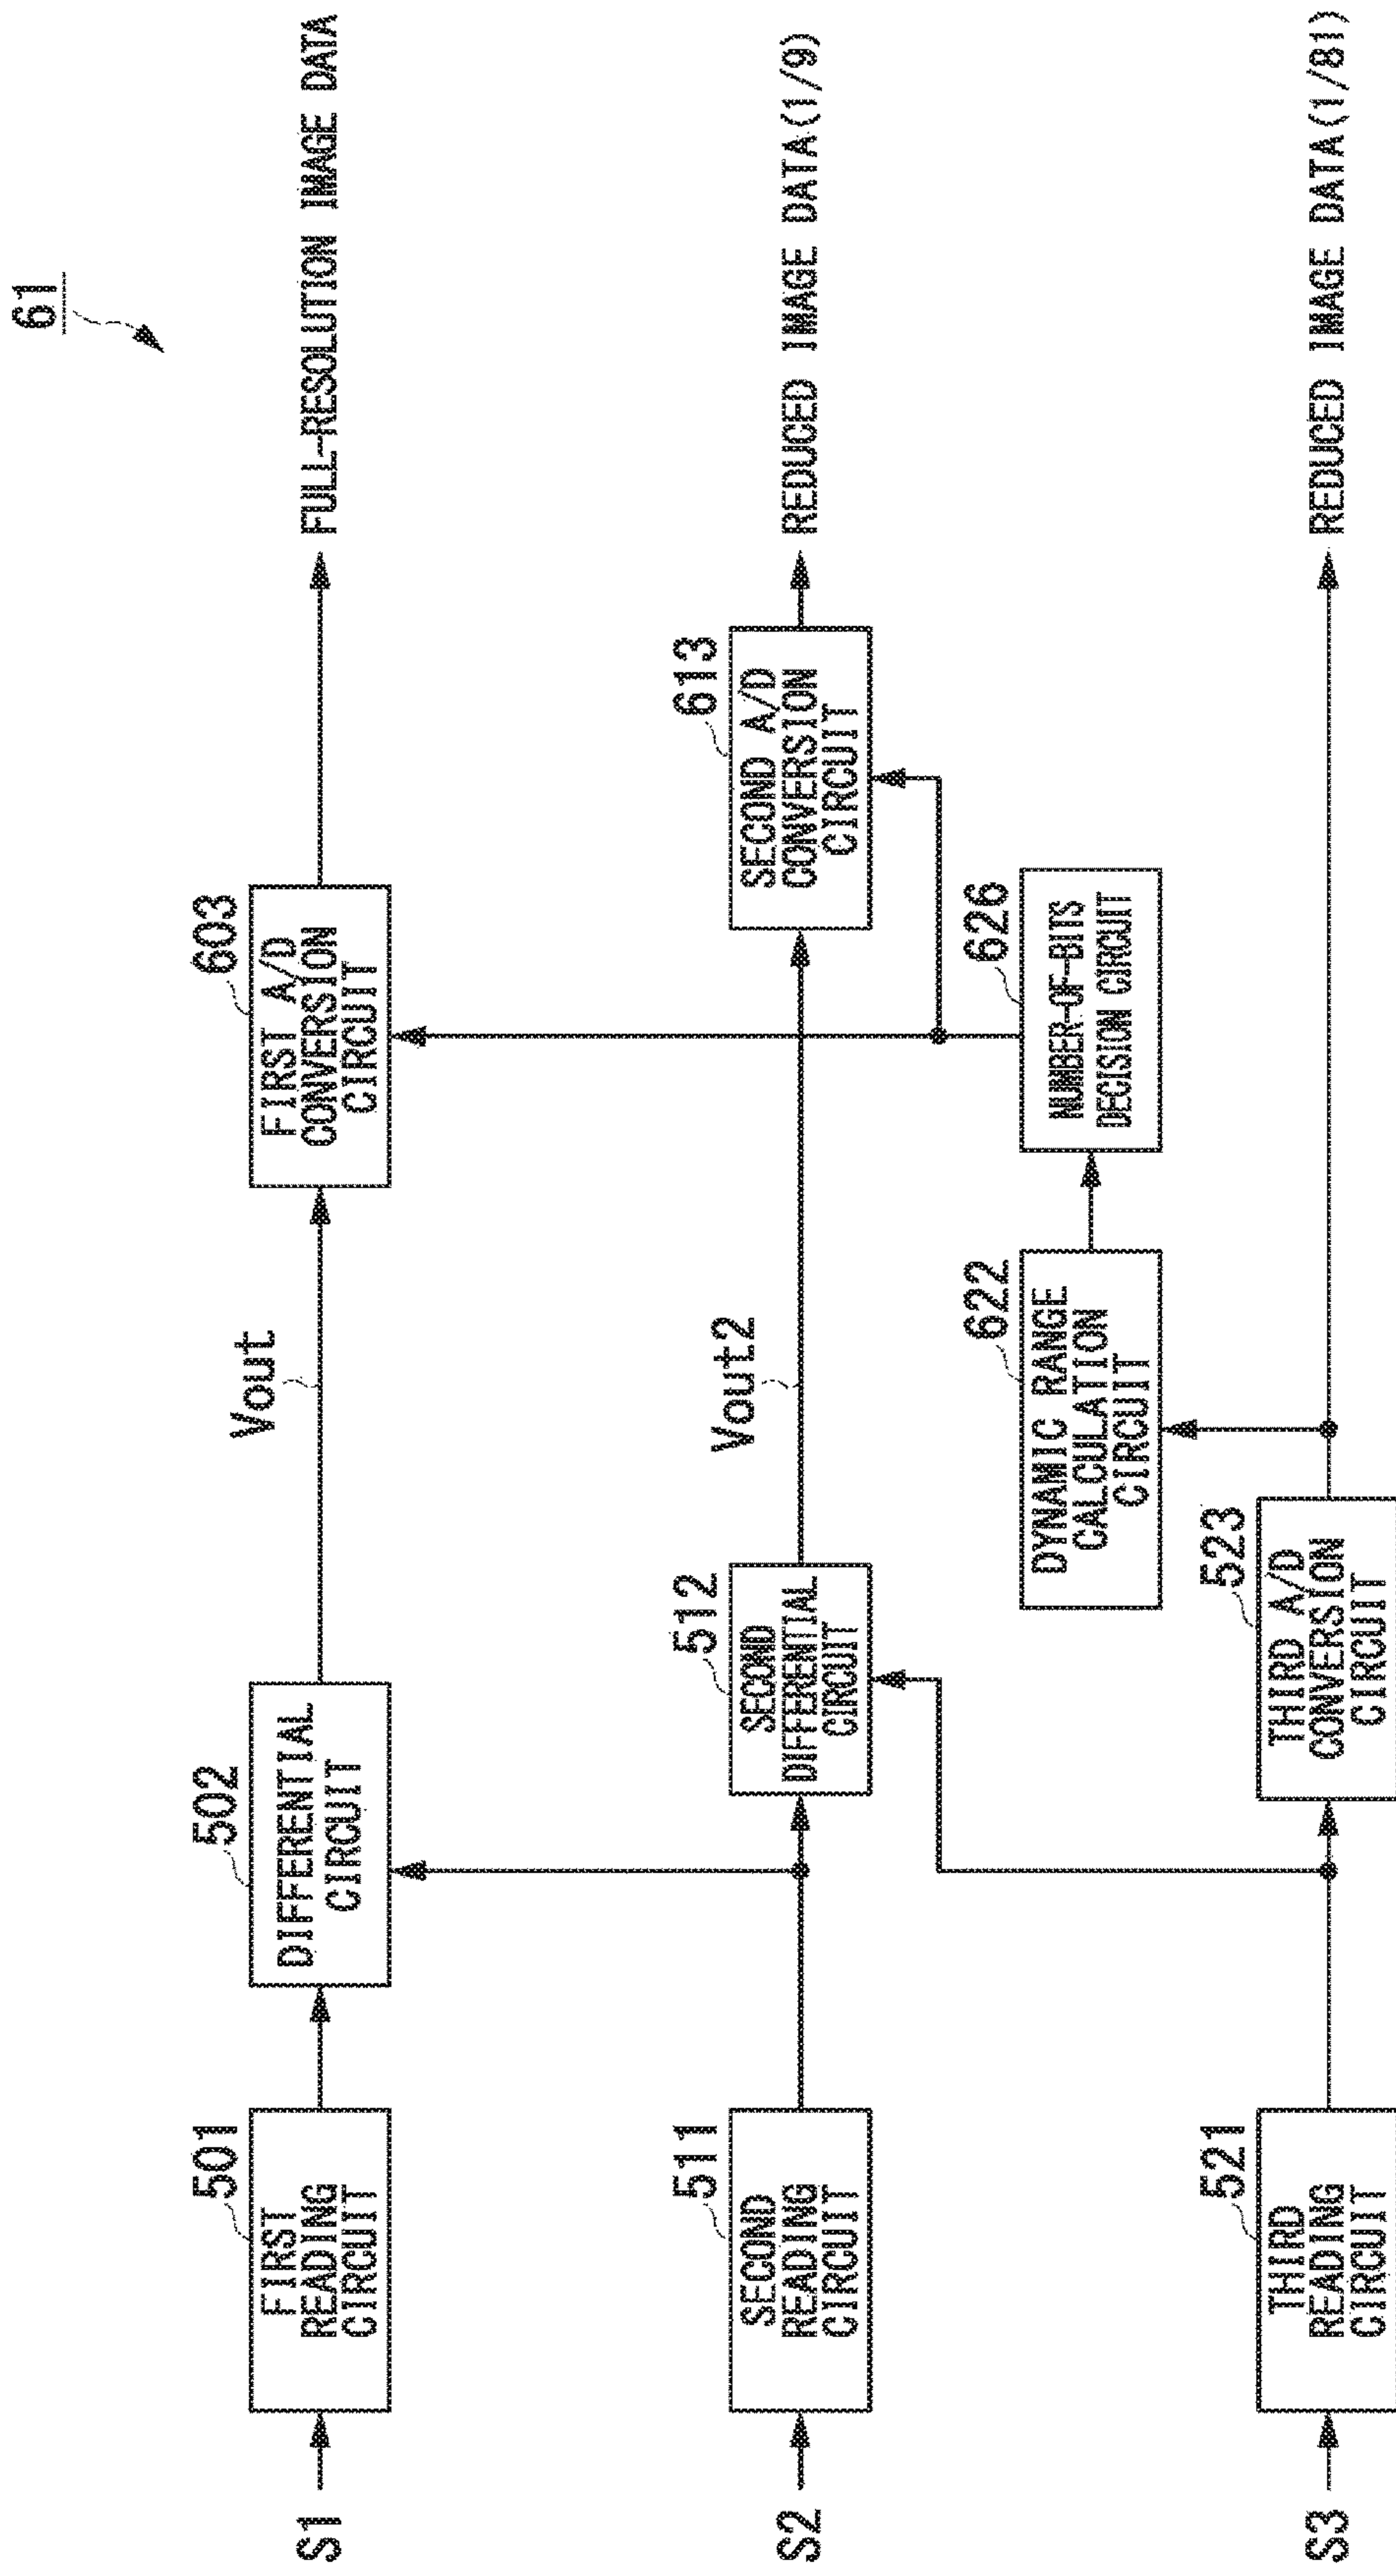 61
S1
501
FIRST
READING
CIRCUIT
502
DIFFERENTIAL
CIRCUIT
Vout
603
FIRST A/D
CONVERSION
CIRCUIT
FULL-RESOLUTION IMAGE DATA
S2
511
SECOND
READING
CIRCUIT
512
SECOND
DIFFERENTIAL
CIRCUIT
Vout2
613
SECOND A/D
CONVERSION
CIRCUIT
REDUCED IMAGE DATA(1/9)
622
DYNAMIC RANGE
CALCULATION
CIRCUIT
626
NUMBER-OF-BITS
DECISION CIRCUIT
S3
521
THIRD
READING
CIRCUIT
523
THIRD A/D
CONVERSION
CIRCUIT
REDUCED IMAGE DATA(1/81)